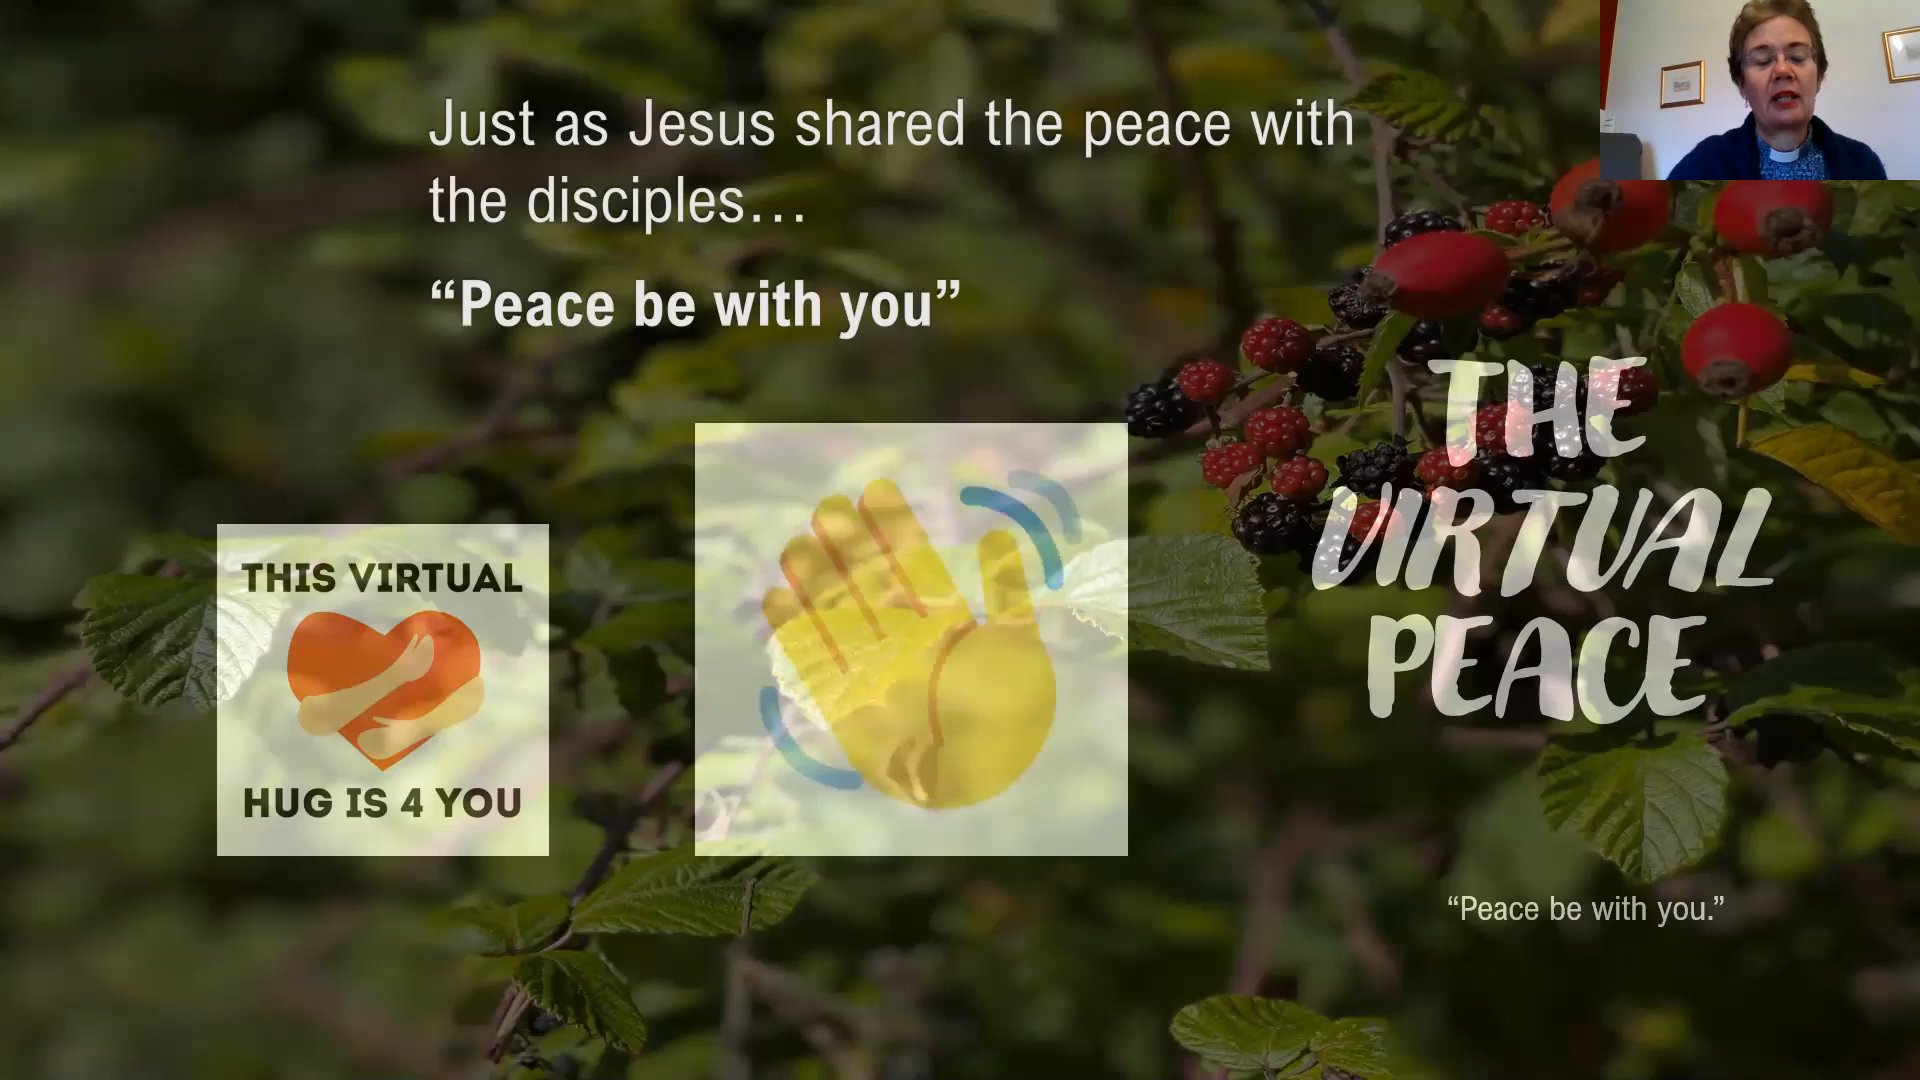 Just as Jesus shared the peace with
the disciples…
“Peace be with you”
THIS VIRTUAL
HUG IS 4 YOU
THE
VIRTUAL
PEACE
“Peace be with you.”